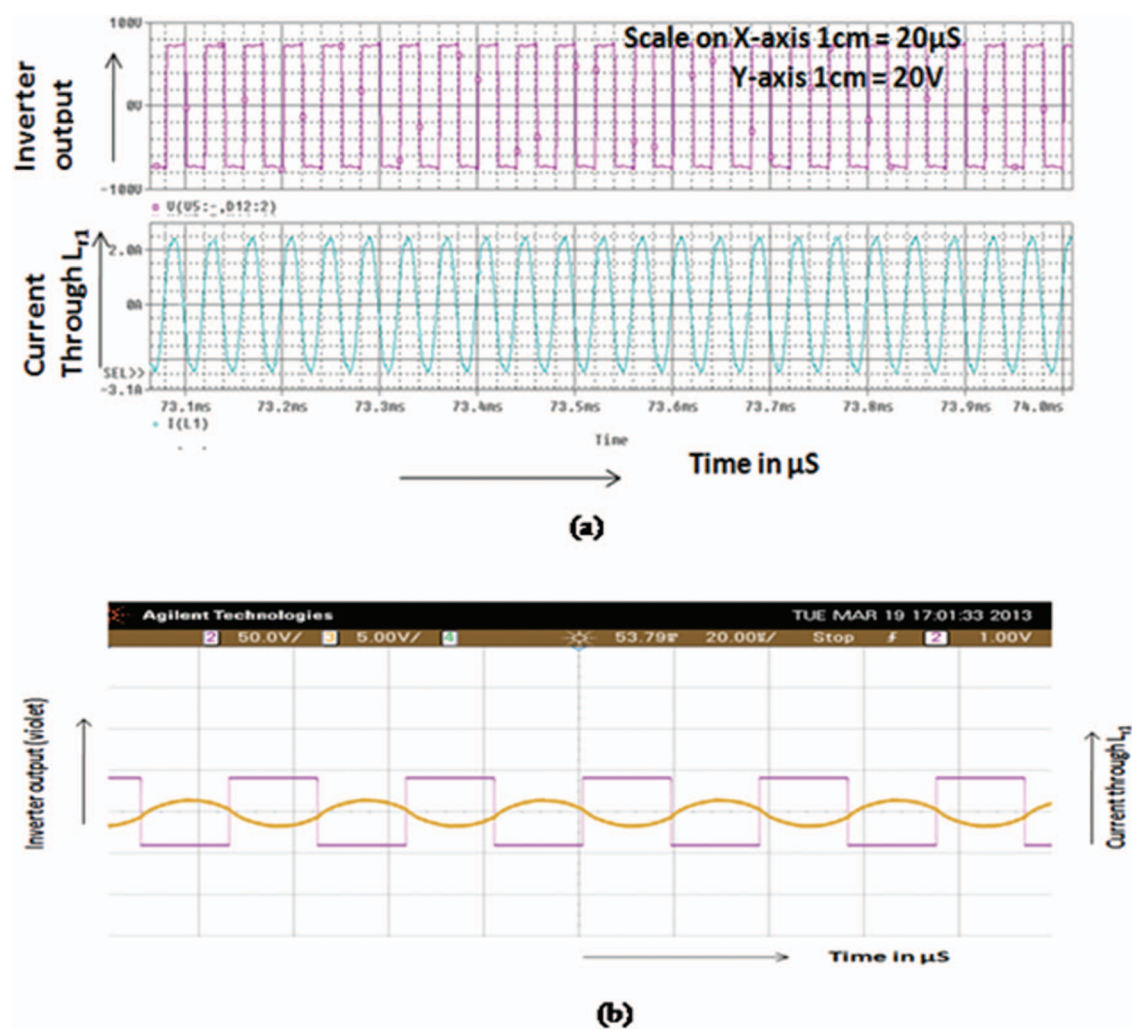 100V
Scale on X-axis 1cm = 20µS
Y-axis 1cm = 20V
Inverter
output
0V
-100V
V(V5:-,D12:2)
Current
Through Lr1
2.0A
0A
SEL>>
-3.1A
73.1ms 73.2ms 73.3ms 73.4ms 73.5ms 73.6ms 73.7ms 73.8ms 73.9ms 74.0ms
I(L1)
Time
Time in µS
(a)
Agilent Technologies TUE MAR 19 17:01:33 2013
2 50.0V/ 3 5.00V/ 4 53.79 20.00 Stop 2 1.00V
Inverter output (violet)
Current through Lr1
Time in µS
(b)